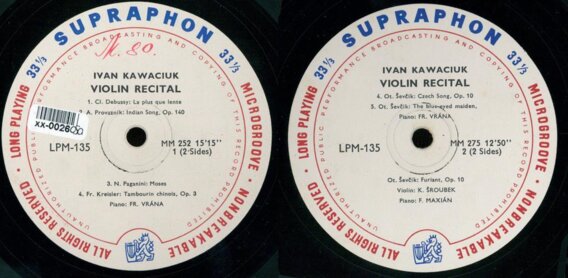 SUPRAPHON
33⅓ LONG PLAYING
33⅓ MICROGROOVE • NONBREAKABLE
ALL RIGHTS RESERVED
UNAUTHORIZED PUBLIC PERFORMANCE BROADCASTING AND COPYING OF THIS RECORD PROHIBITED
Kč. 80.
IVAN KAWACIUK
VIOLIN RECITAL
1. Cl. Debussy: La plus que lente
A. Provazník: Indian Song, Op. 140
xx-002600
LPM-135
MM 252 15'15"
1 (2-Sides)
3. N. Paganini: Moses
4. Fr. Kreisler: Tambourin chinois, Op. 3
Piano: FR. VRÁNA
SUPRAPHON
33⅓ LONG PLAYING
33⅓ MICROGROOVE • NONBREAKABLE
ALL RIGHTS RESERVED
UNAUTHORIZED PUBLIC PERFORMANCE BROADCASTING AND COPYING OF THIS RECORD PROHIBITED
IVAN KAWACIUK
VIOLIN RECITAL
4. Ot. Ševčík: Czech Song, Op. 10
5. Ot. Ševčik: The blue-eyed maiden,
Piano: FR. VRÁNA
LPM-135
MM 275 12'50"
2 (2 Sides)
Ot. Ševčik: Furiant, Op. 10
Violin: K. ŠROUBEK
Piano: F. MAXIÁN